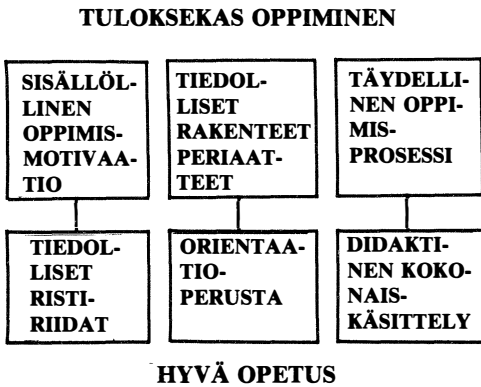 TULOKSEKAS OPPIMINEN
SISÄLLÖL-
LINEN
OPPIMIS-
MOTIVAA-
TIO
TIEDOL-
LISET
RAKENTEET
PERIAAT-
TEET
TÄYDELLI-
NEN OPPI-
MIS-
PROSESSI
TIEDOL-
LISET
RISTI-
RIIDAT
ORIENTAA-
TIO-
PERUSTA
DIDAKTI-
NEN KOKO-
NAIS-
KÄSITTELY
HYVÄ OPETUS